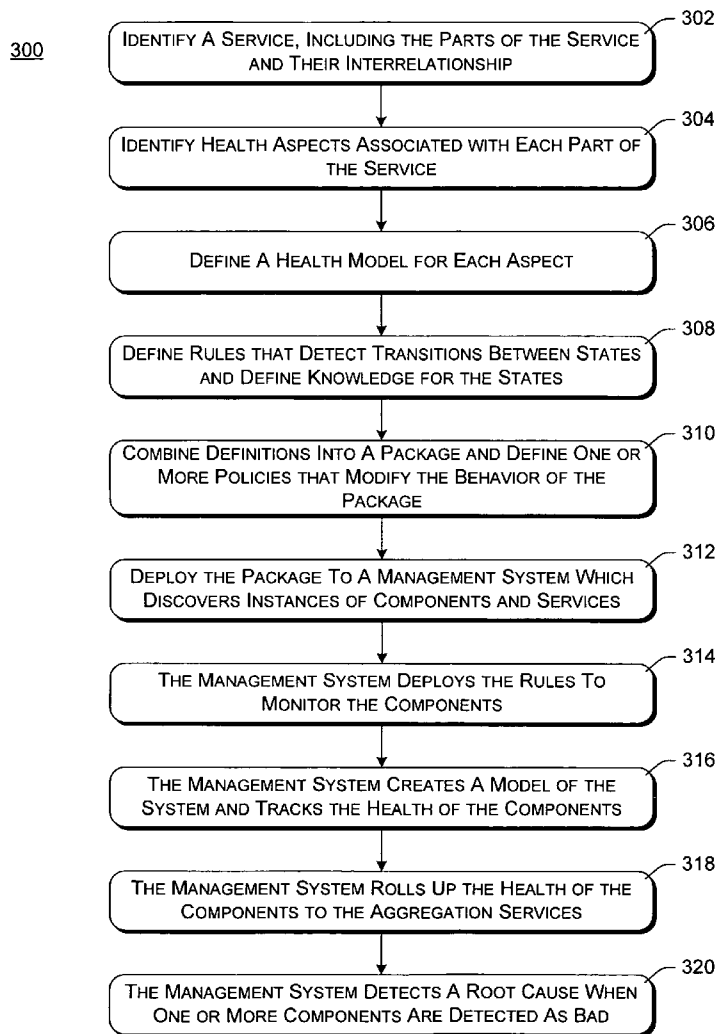 300
302
IDENTIFY A SERVICE, INCLUDING THE PARTS OF THE SERVICE
AND THEIR INTERRELATIONSHIP
304
IDENTIFY HEALTH ASPECTS ASSOCIATED WITH EACH PART OF
THE SERVICE
306
DEFINE A HEALTH MODEL FOR EACH ASPECT
308
DEFINE RULES THAT DETECT TRANSITIONS BETWEEN STATES
AND DEFINE KNOWLEDGE FOR THE STATES
310
COMBINE DEFINITIONS INTO A PACKAGE AND DEFINE ONE OR
MORE POLICIES THAT MODIFY THE BEHAVIOR OF THE
PACKAGE
312
DEPLOY THE PACKAGE TO A MANAGEMENT SYSTEM WHICH
DISCOVERS INSTANCES OF COMPONENTS AND SERVICES
314
THE MANAGEMENT SYSTEM DEPLOYS THE RULES TO
MONITOR THE COMPONENTS
316
THE MANAGEMENT SYSTEM CREATES A MODEL OF THE
SYSTEM AND TRACKS THE HEALTH OF THE COMPONENTS
318
THE MANAGEMENT SYSTEM ROLLS UP THE HEALTH OF THE
COMPONENTS TO THE AGGREGATION SERVICES
320
THE MANAGEMENT SYSTEM DETECTS A ROOT CAUSE WHEN
ONE OR MORE COMPONENTS ARE DETECTED AS BAD